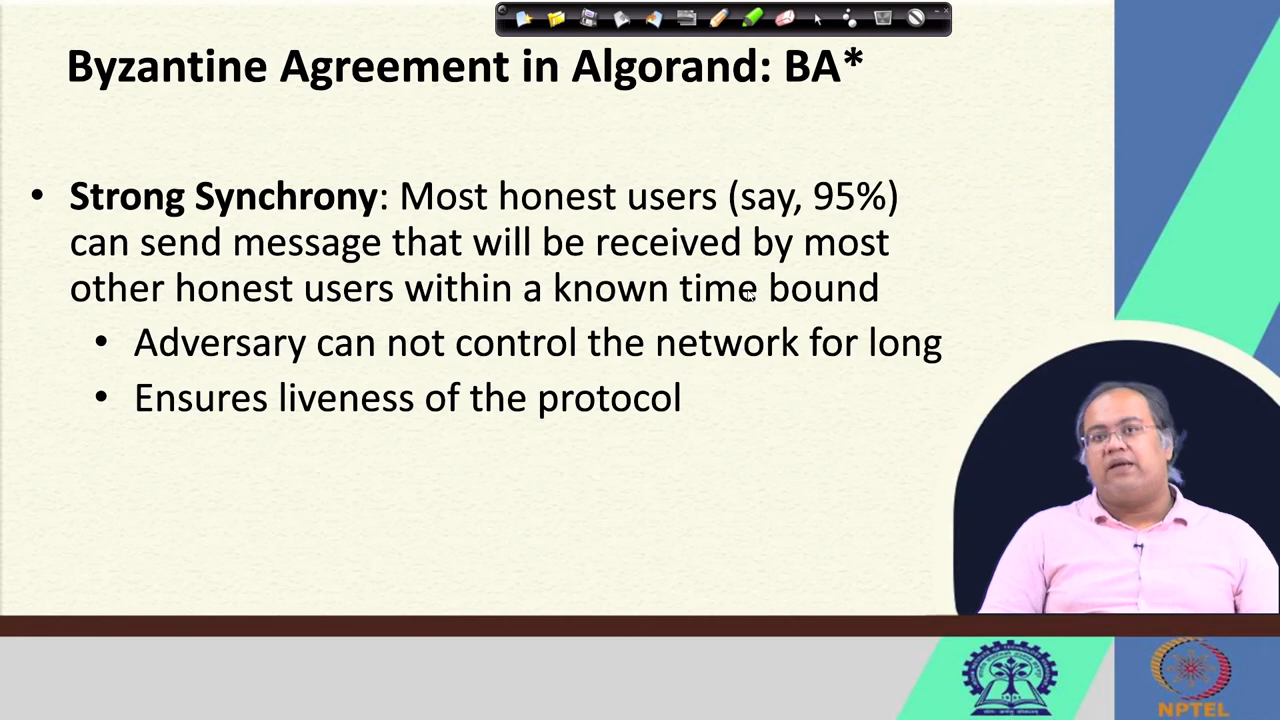 Byzantine Agreement in Algorand: BA*
• Strong Synchrony: Most honest users (say, 95%)
can send message that will be received by most
other honest users within a known time bound
• Adversary can not control the network for long
• Ensures liveness of the protocol
NPTEL